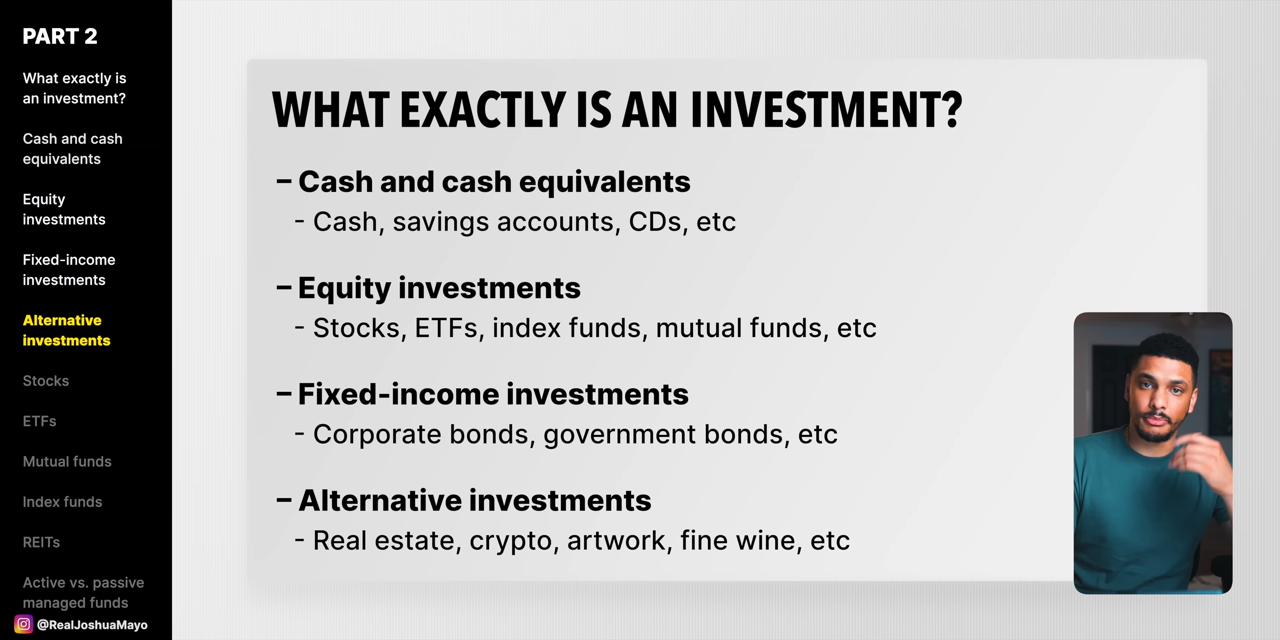 PART 2
What exactly is
an investment?
Cash and cash
equivalents
Equity
investments
Fixed-income
investments
Alternative
investments
Stocks
ETFs
Mutual funds
Index funds
REITs
Active vs. passive
managed funds
@RealJoshuaMayo
WHAT EXACTLY IS AN INVESTMENT?
– Cash and cash equivalents
- Cash, savings accounts, CDs, etc
– Equity investments
- Stocks, ETFs, index funds, mutual funds, etc
– Fixed-income investments
- Corporate bonds, government bonds, etc
– Alternative investments
- Real estate, crypto, artwork, fine wine, etc